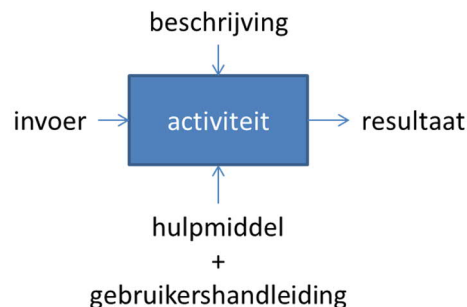 beschrijving
invoer
activiteit
resultaat
hulpmiddel
+
gebruikershandleiding